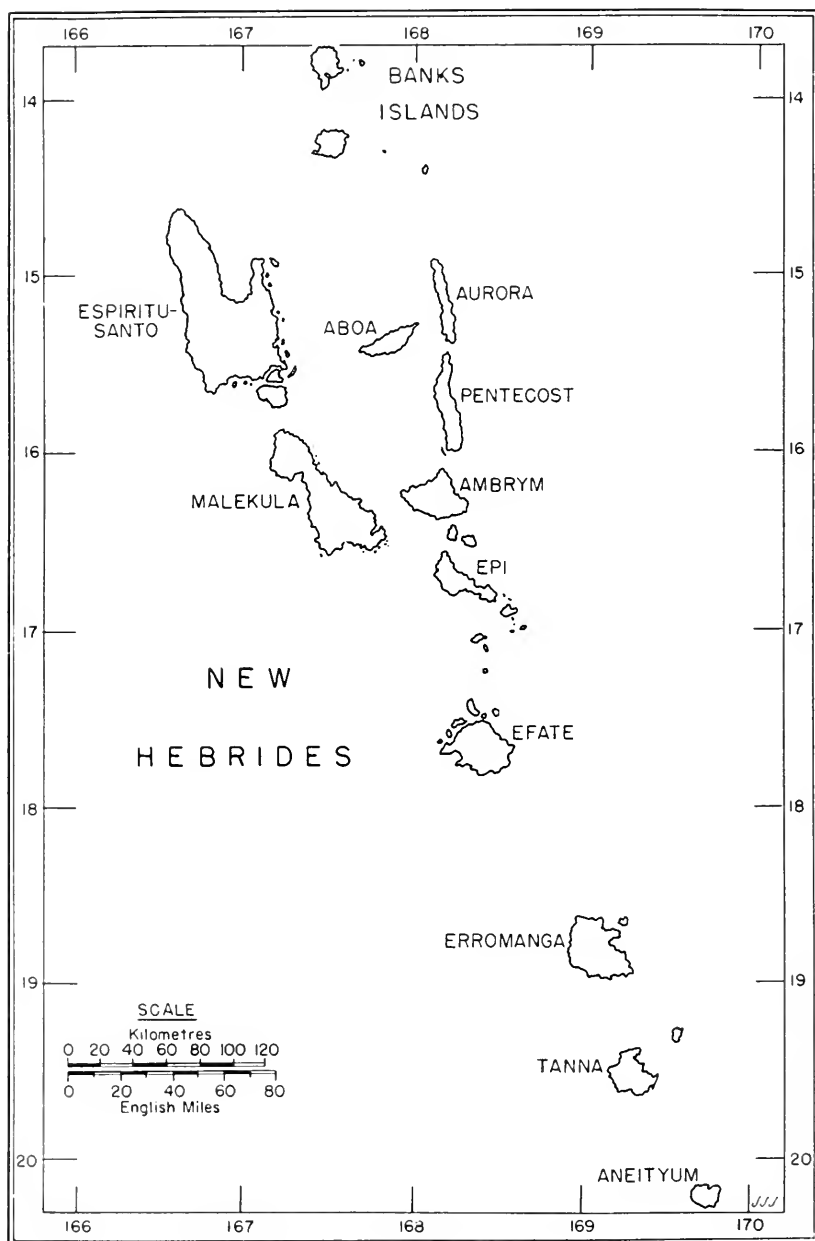 166 167 168 169 170
BANKS
14 14
ISLANDS
15 15
AURORA
ESPIRITU-
SANTO
ABOA
PENTECOST
16 16
AMBRYM
MALEKULA
EPI
17 17
NEW
EFATE
HEBRIDES
18 18
ERROMANGA
19 19
SCALE
Kilometres
0 20 40 60 80 100 120
TANNA
0 20 40 60 80
English Miles
20 20
ANEITYUM
JJJ
166 167 168 169 170